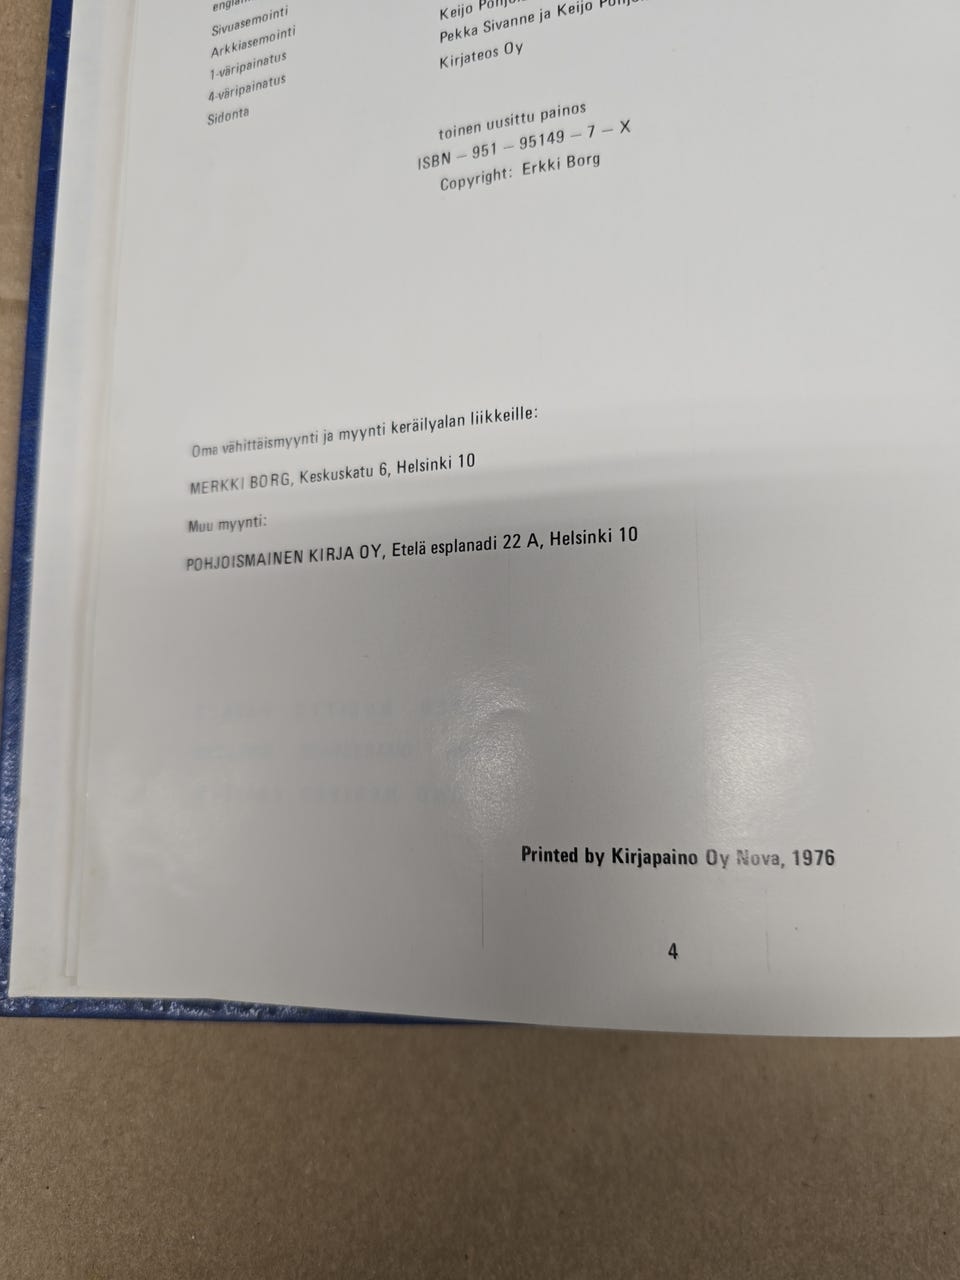 Sivuasemointi
Arkkiasemointi
1-väripainatus
4-väripainatus
Sidonta
Keijo
Pekka Sivanne ja Keijo
Kirjateos Oy
toinen uusittu painos
ISBN – 951 – 95149 – 7 – X
Copyright: Erkki Borg
Oma vähittäismyynti ja myynti keräilyalan liikkeille:
MERKKI BORG, Keskuskatu 6, Helsinki 10
Muu myynti:
POHJOISMAINEN KIRJA OY, Etelä esplanadi 22 A, Helsinki 10
Printed by Kirjapaino Oy Nova, 1976
4